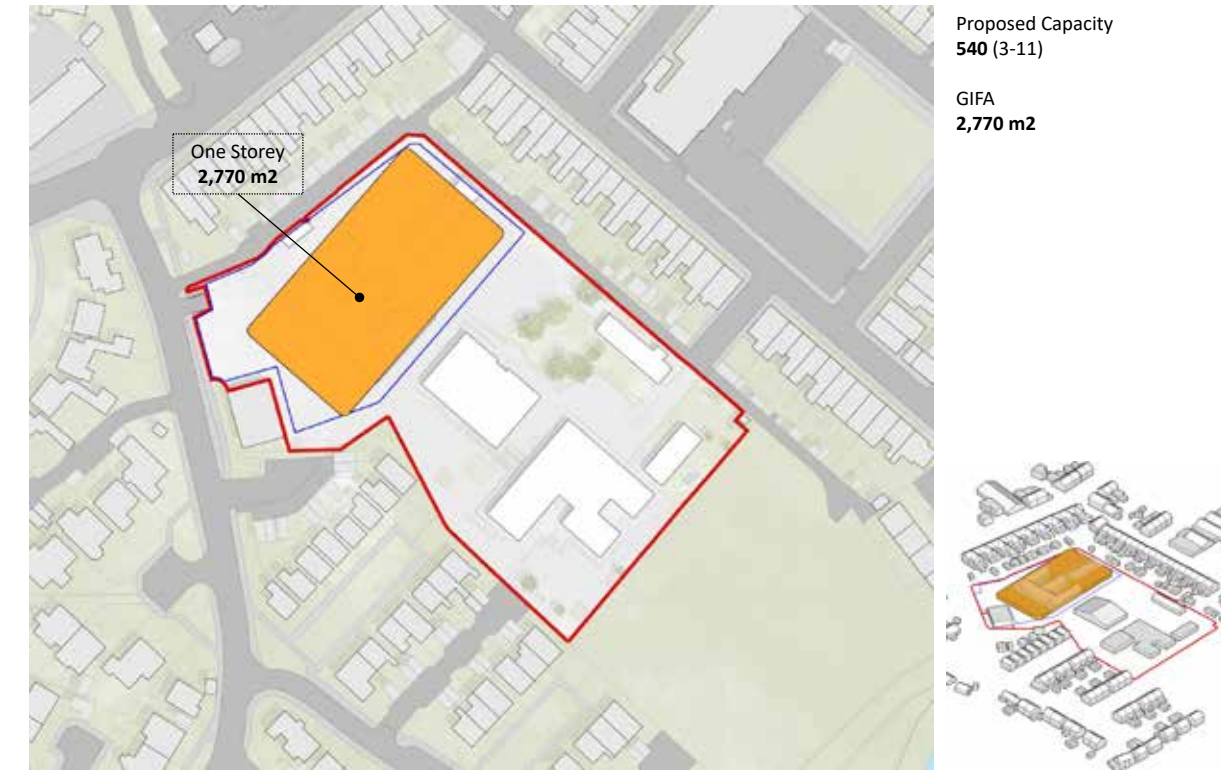 One Storey
2,770 m2
Proposed Capacity
540 (3-11)
GIFA
2,770 m2